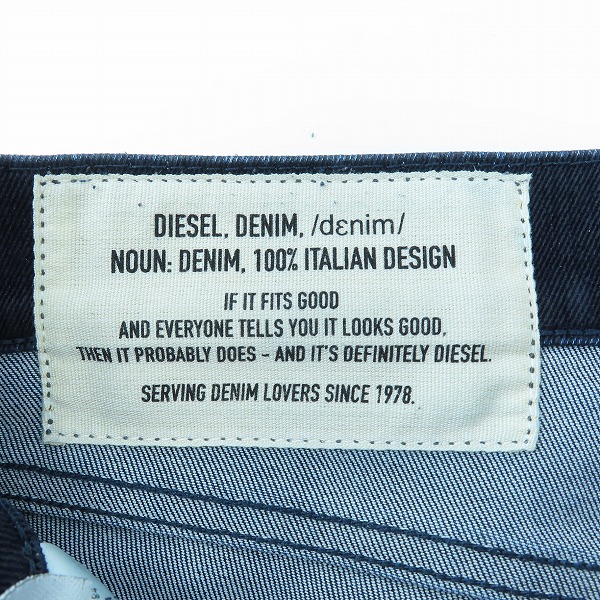 DIESEL, DENIM, /dɛnim/
NOUN: DENIM, 100% ITALIAN DESIGN
IF IT FITS GOOD
AND EVERYONE TELLS YOU IT LOOKS GOOD,
THEN IT PROBABLY DOES - AND IT'S DEFINITELY DIESEL.
SERVING DENIM LOVERS SINCE 1978.